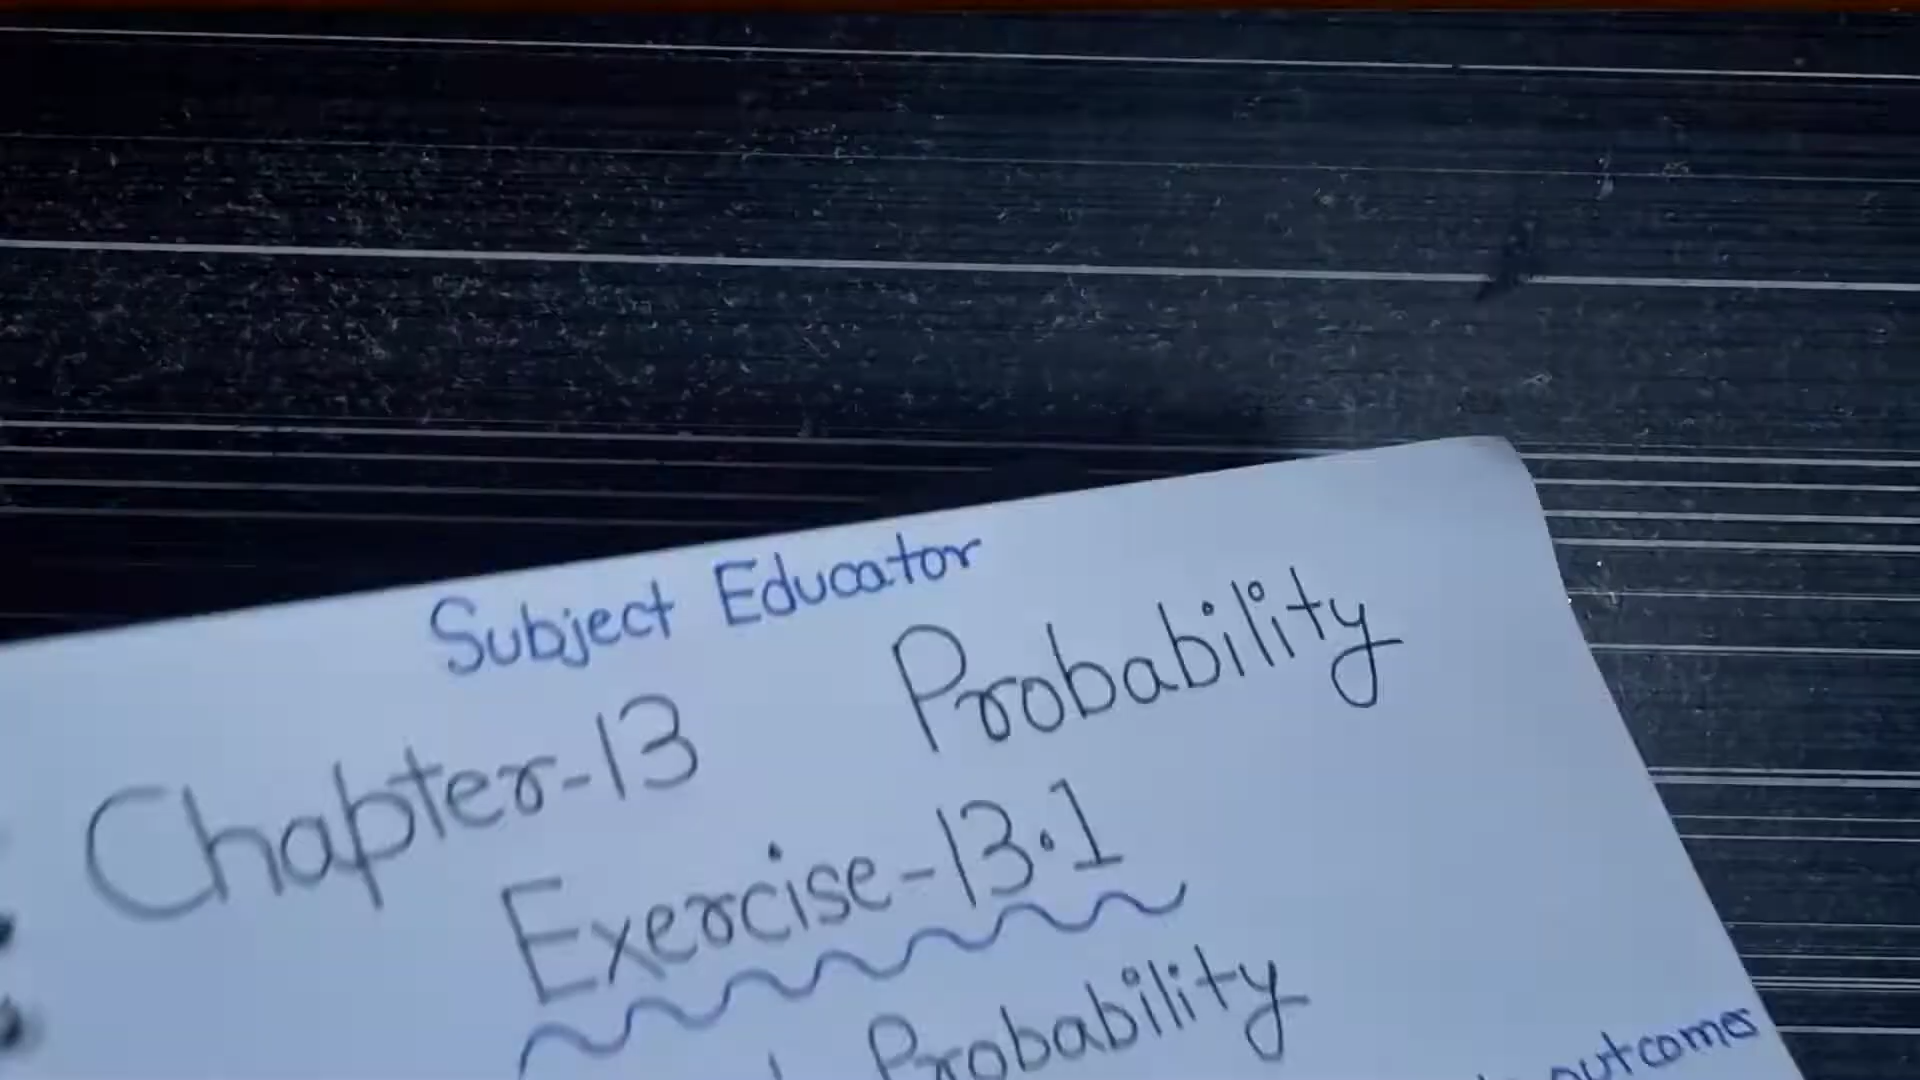 Subject Educator
Chapter-13 Probability
Exercise-13.1
Probability
outcomes